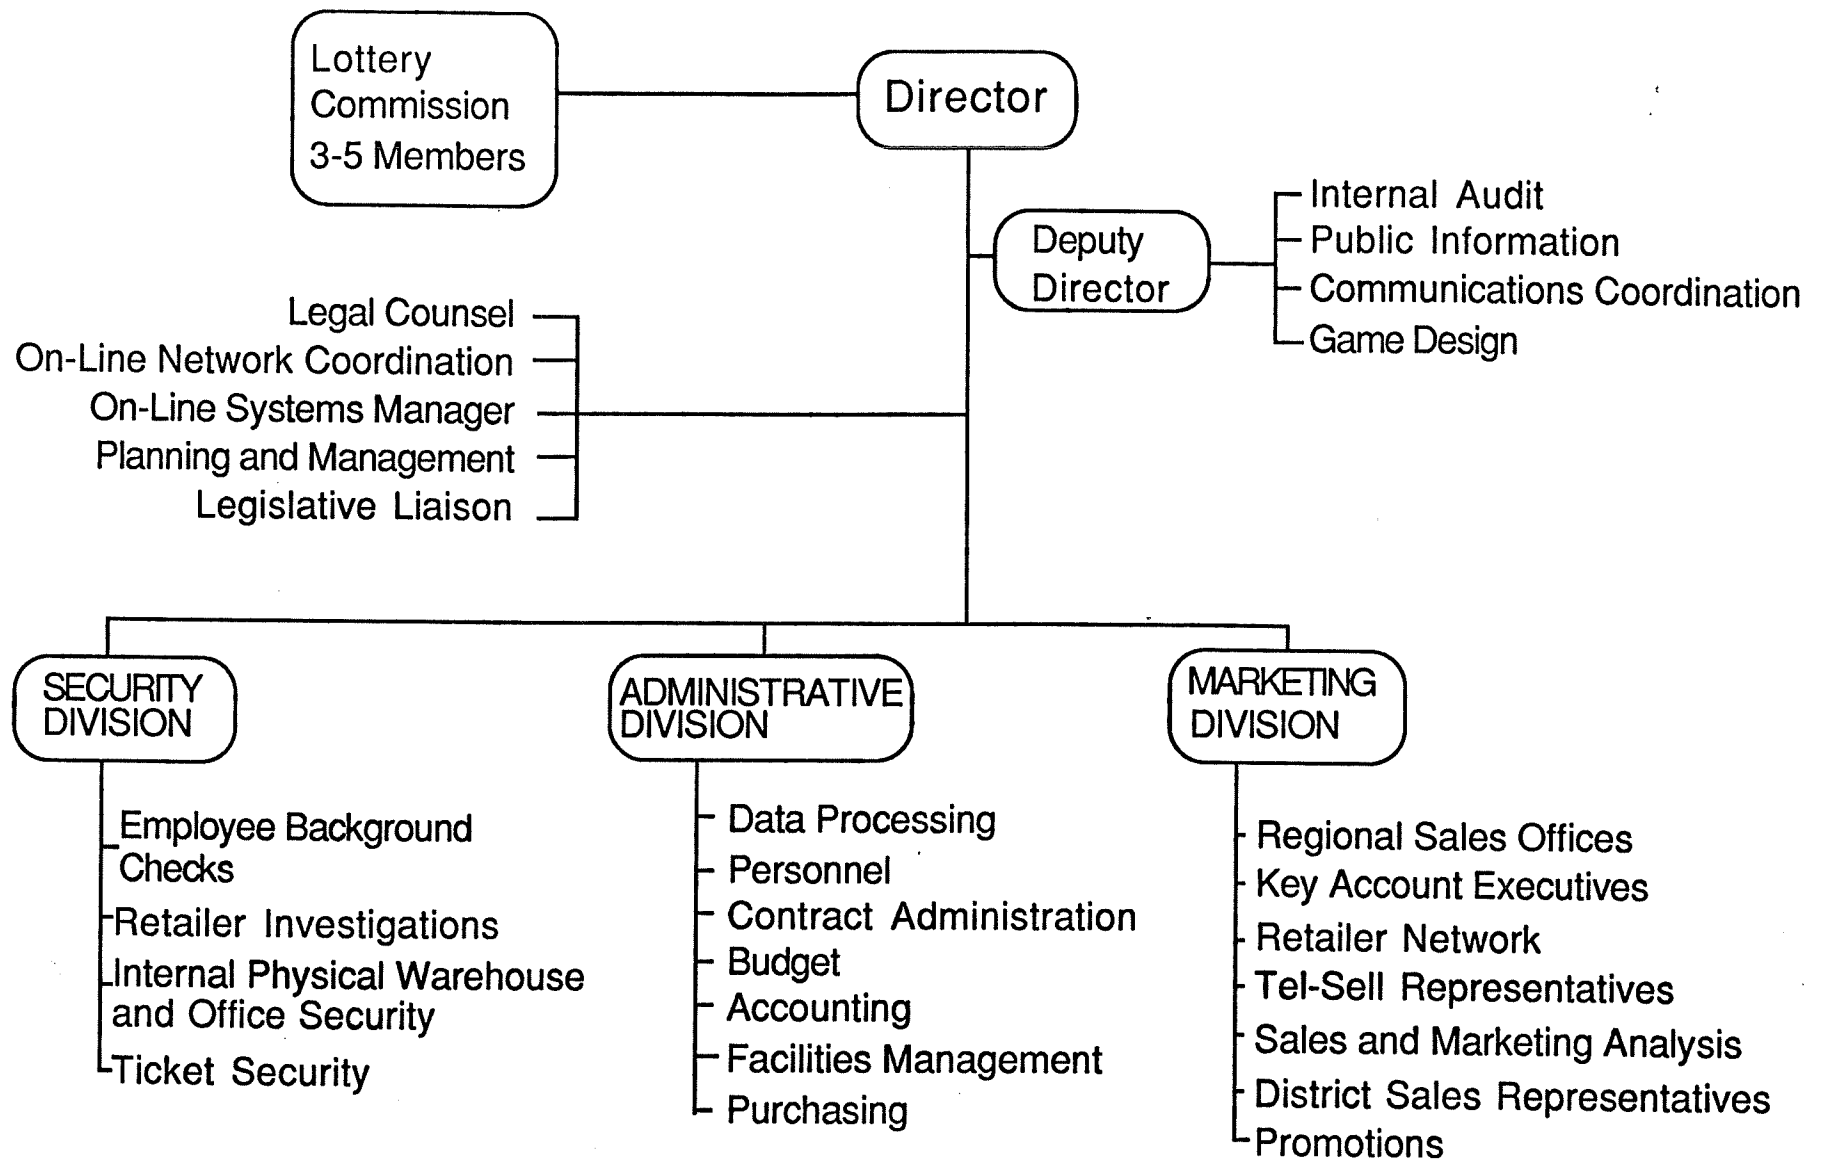 Lottery
Commission
3-5 Members
Director
Deputy
Director
Internal Audit
Public Information
Communications Coordination
Game Design
Legal Counsel
On-Line Network Coordination
On-Line Systems Manager
Planning and Management
Legislative Liaison
SECURITY
DIVISION
Employee Background
Checks
Retailer Investigations
Internal Physical Warehouse
and Office Security
Ticket Security
ADMINISTRATIVE
DIVISION
Data Processing
Personnel
Contract Administration
Budget
Accounting
Facilities Management
Purchasing
MARKETING
DIVISION
Regional Sales Offices
Key Account Executives
Retailer Network
Tel-Sell Representatives
Sales and Marketing Analysis
District Sales Representatives
Promotions